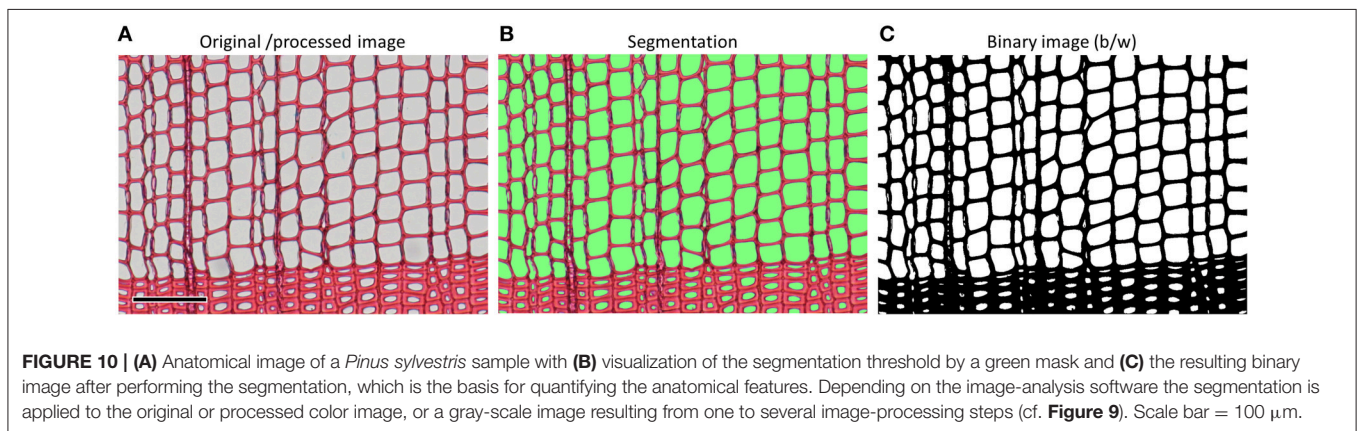 A Original /processed image
B Segmentation
C Binary image (b/w)
FIGURE 10 | (A) Anatomical image of a Pinus sylvestris sample with (B) visualization of the segmentation threshold by a green mask and (C) the resulting binary
image after performing the segmentation, which is the basis for quantifying the anatomical features. Depending on the image-analysis software the segmentation is
applied to the original or processed color image, or a gray-scale image resulting from one to several image-processing steps (cf. Figure 9). Scale bar = 100 μm.